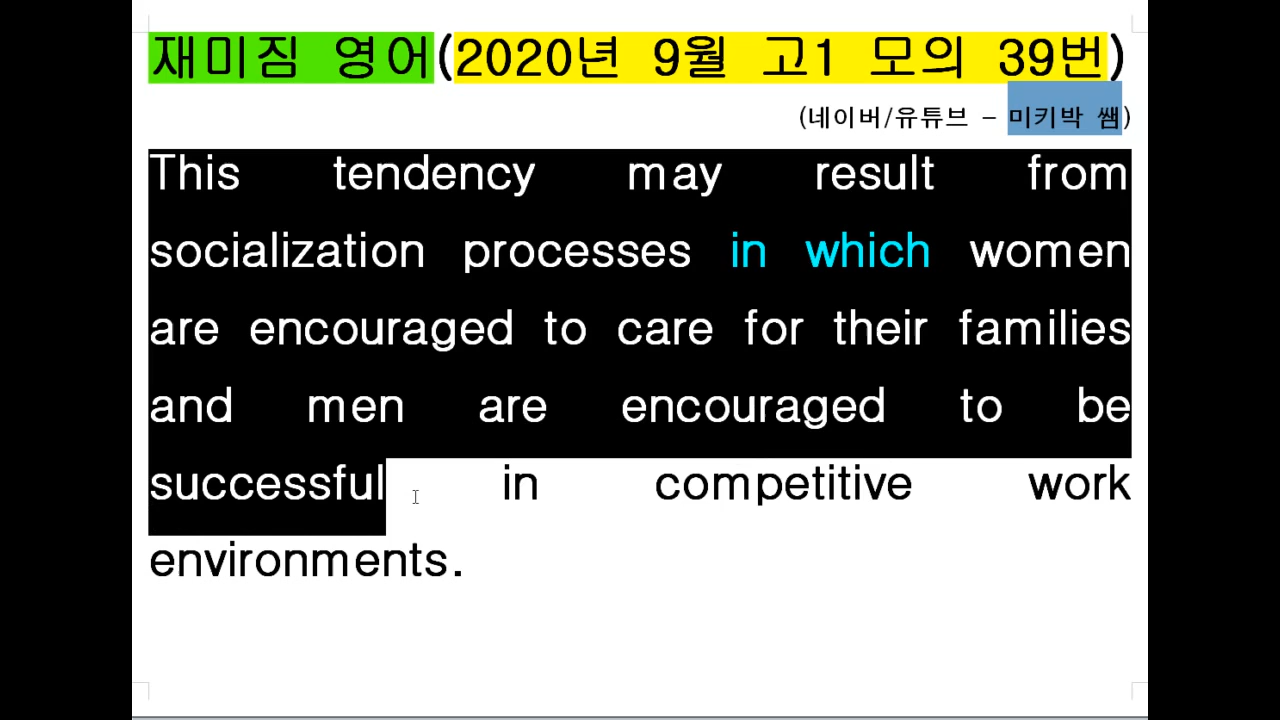 재미짐 영어(2020년 9월 고1 모의 39번)
(네이버/유튜브 - 미키박 쌤)
This tendency may result from
socialization processes in which women
are encouraged to care for their families
and men are encouraged to be
successful in competitive work
environments.